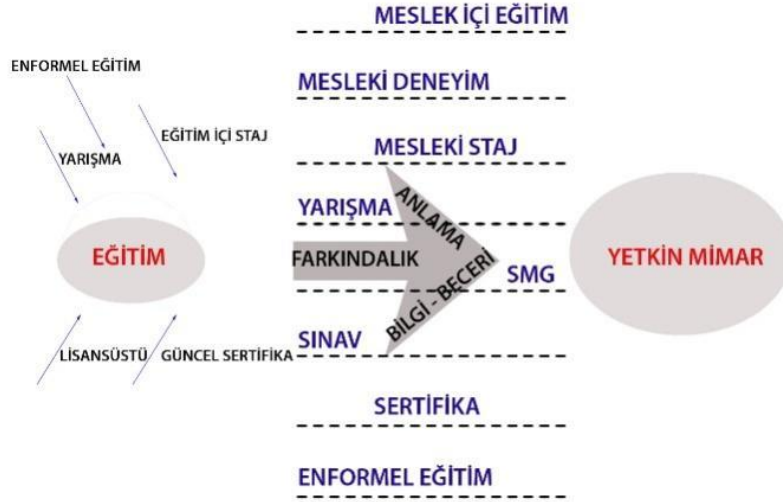 MESLEK İÇİ EĞİTİM
ENFORMEL EĞİTİM
MESLEKİ DENEYİM
EĞİTİM İÇİ STAJ
YARIŞMA
MESLEKİ STAJ
YARIŞMA
ANLAMA
EĞİTİM
FARKINDALIK
YETKİN MİMAR
SMG
BİLGİ - BECERİ
SINAV
LİSANSÜSTÜ
GÜNCEL SERTİFİKA
SERTİFİKA
ENFORMEL EĞİTİM